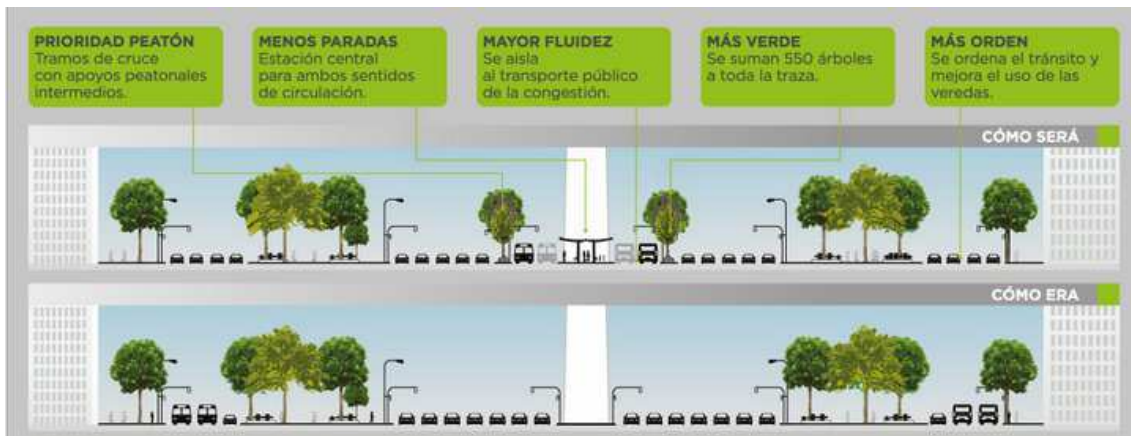 PRIORIDAD PEATÓN
Tramos de cruce
con apoyos peatonales
intermedios.
MENOS PARADAS
Estación central
para ambos sentidos
de circulación.
MAYOR FLUIDEZ
Se aisla
al transporte público
de la congestión.
MÁS VERDE
Se suman 550 árboles
a toda la traza.
MÁS ORDEN
Se ordena el tránsito y
mejora el uso de las
veredas.
CÓMO SERÁ
CÓMO ERA